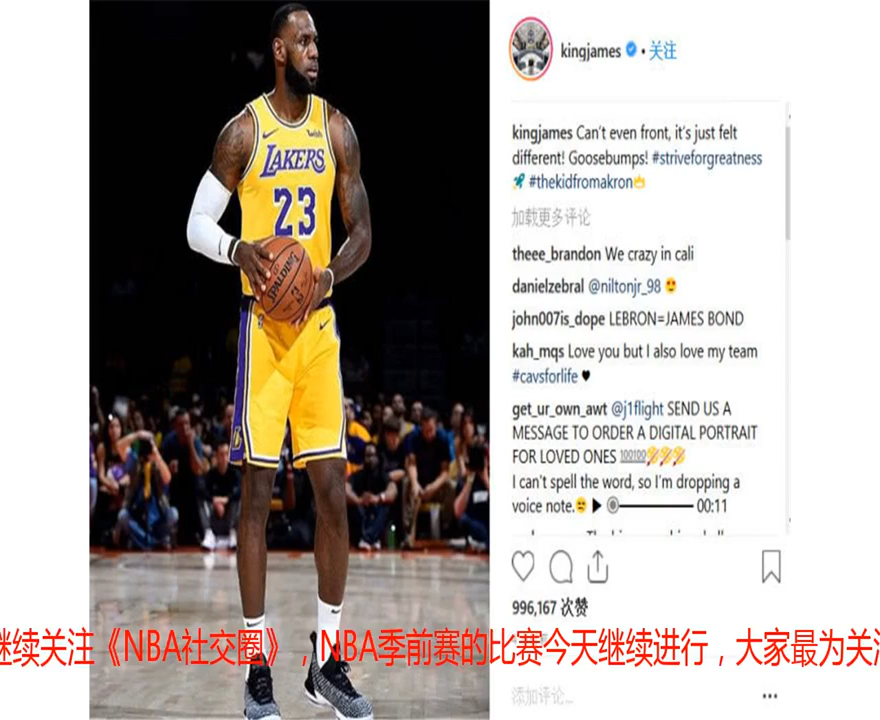 kingjames • 关注
kingjames Can't even front, it's just felt
different! Goosebumps! #striveforgreatness
🚀 #thekidfromakron👑
加载更多评论
theee_brandon We crazy in cali
danielzebral @niltonjr_98 😍
john007is_dope LEBRON=JAMES BOND
kah_mqs Love you but I also love my team
#cavsforlife ♥
get_ur_own_awt @j1flight SEND US A
MESSAGE TO ORDER A DIGITAL PORTRAIT
FOR LOVED ONES 100100
I can't spell the word, so I'm dropping a
voice note. 00:11
LAKERS
23
SPALDING
996,167 次赞
继续关注《NBA社交圈》，NBA季前赛的比赛今天继续进行，大家最为关注
添加评论...